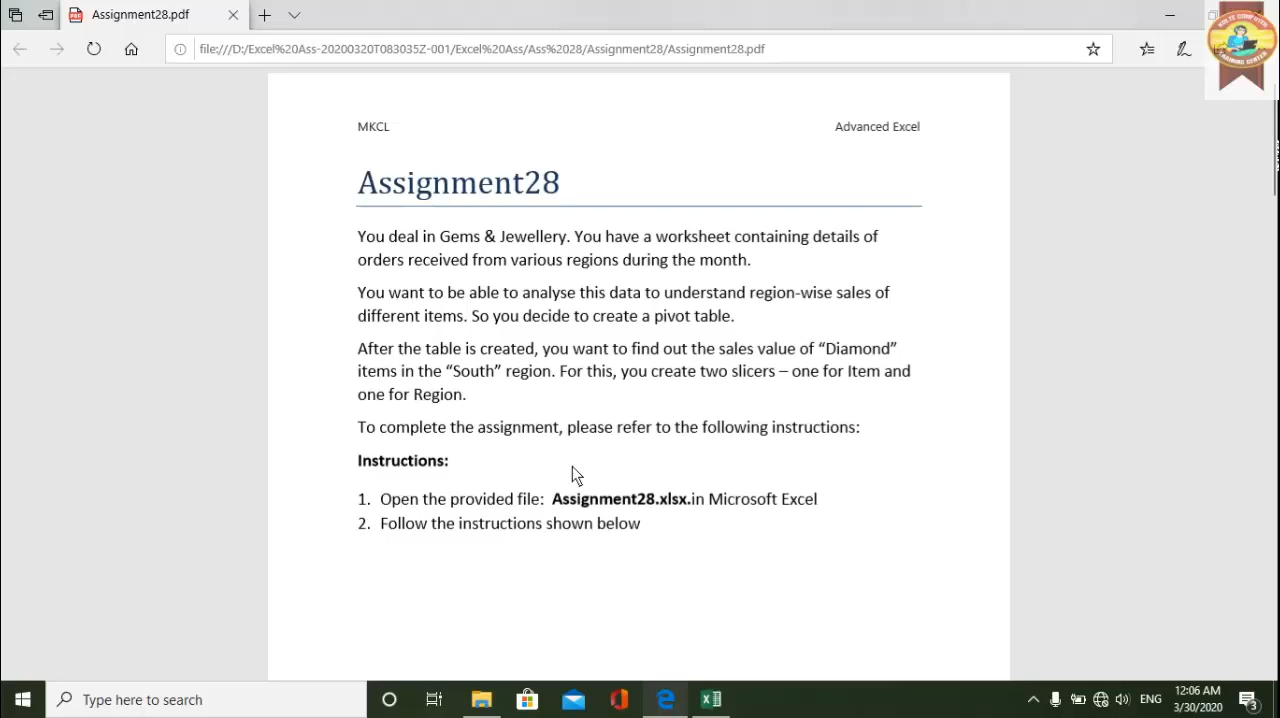 Assignment28.pdf
file:///D:/Excel%20Ass-20200320T083035Z-001/Excel%20Ass/Ass%2028/Assignment28/Assignment28.pdf
MKCL
Advanced Excel
Assignment28
You deal in Gems & Jewellery. You have a worksheet containing details of
orders received from various regions during the month.
You want to be able to analyse this data to understand region-wise sales of
different items. So you decide to create a pivot table.
After the table is created, you want to find out the sales value of “Diamond”
items in the “South” region. For this, you create two slicers – one for Item and
one for Region.
To complete the assignment, please refer to the following instructions:
Instructions:
1. Open the provided file: Assignment28.xlsx.in Microsoft Excel
2. Follow the instructions shown below
Type here to search
ENG
12:06 AM
3/30/2020
3